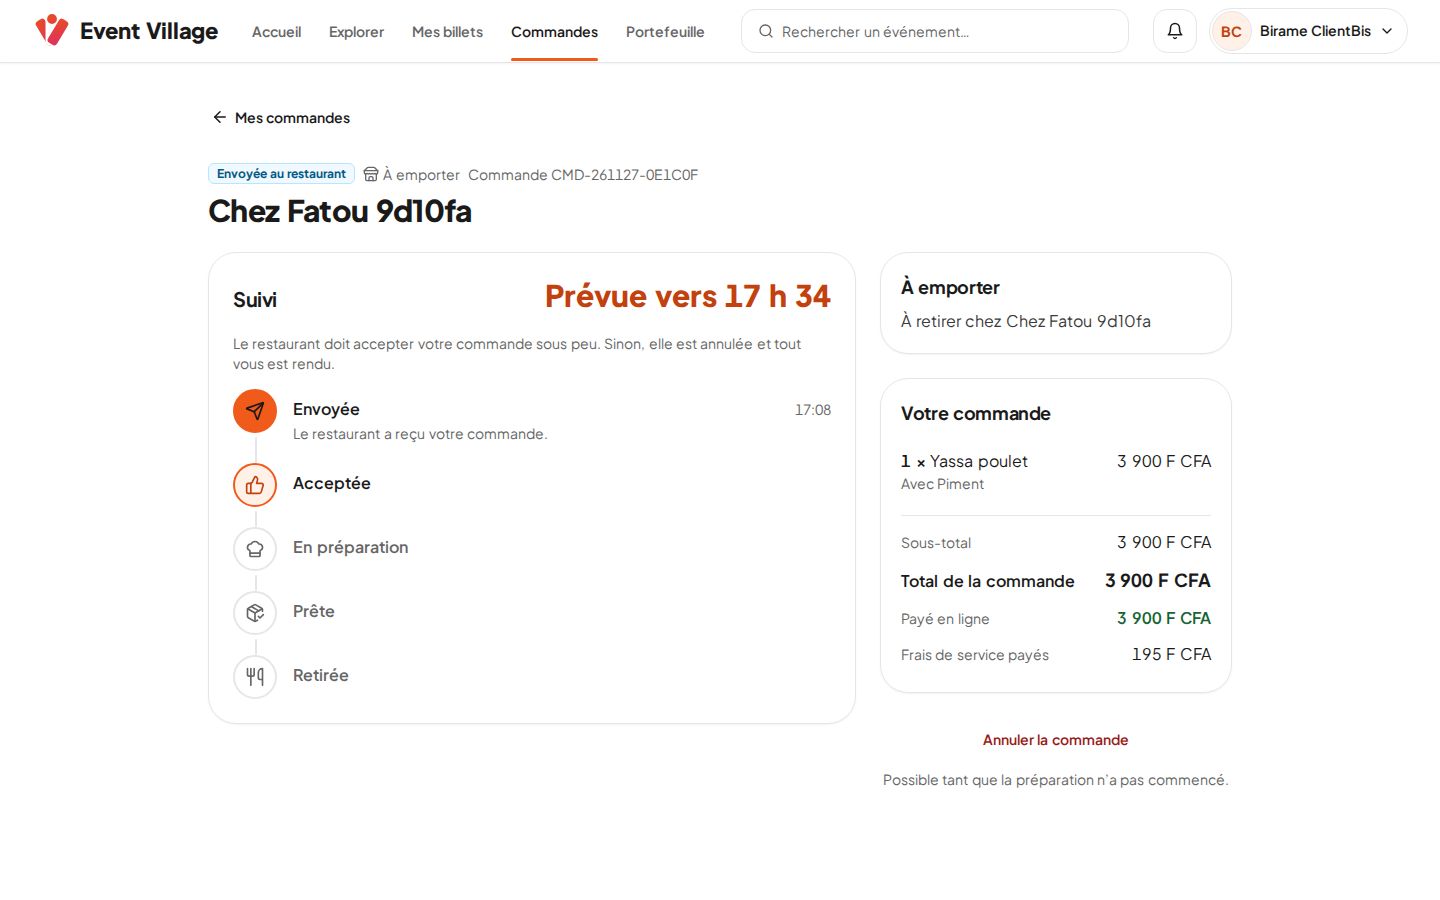 Event Village
Accueil
Explorer
Mes billets
Commandes
Portefeuille
Rechercher un événement...
BC
Birame ClientBis
Mes commandes
Envoyée au restaurant
À emporter
Commande CMD-261127-0E1C0F
Chez Fatou 9d10fa
Suivi
Prévue vers 17 h 34
Le restaurant doit accepter votre commande sous peu. Sinon, elle est annulée et tout
vous est rendu.
Envoyée
17:08
Le restaurant a reçu votre commande.
Acceptée
En préparation
Prête
Retirée
À emporter
À retirer chez Chez Fatou 9d10fa
Votre commande
1 × Yassa poulet
3 900 F CFA
Avec Piment
Sous-total
3 900 F CFA
Total de la commande
3 900 F CFA
Payé en ligne
3 900 F CFA
Frais de service payés
195 F CFA
Annuler la commande
Possible tant que la préparation n'a pas commencé.